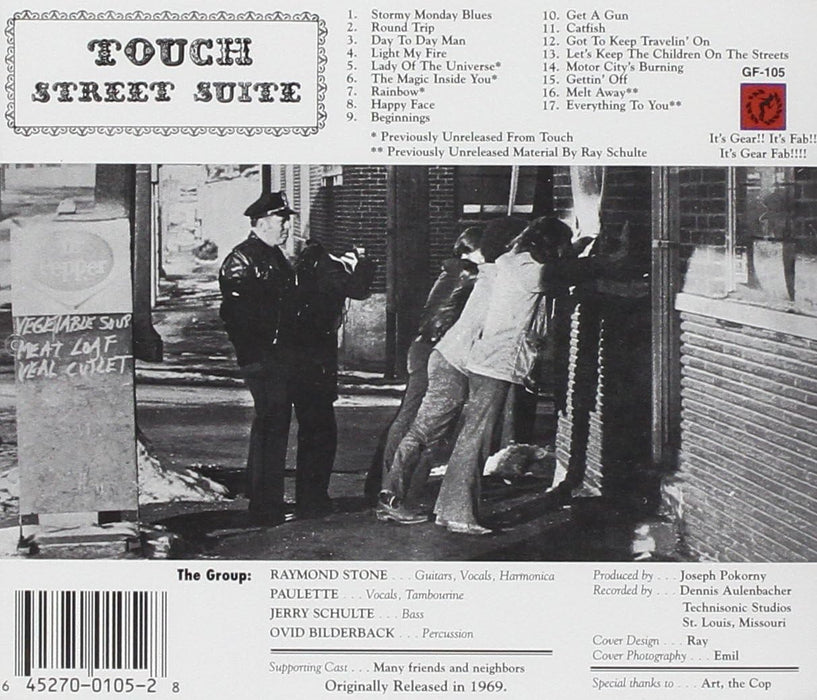 TOUCH
STREET SUITE
1. Stormy Monday Blues
2. Round Trip
3. Day To Day Man
4. Light My Fire
5. Lady Of The Universe*
6. The Magic Inside You*
7. Rainbow*
8. Happy Face
9. Beginnings
10. Get A Gun
11. Catfish
12. Got To Keep Travelin' On
13. Let's Keep The Children On The Streets
14. Motor City's Burning
15. Gettin' Off
16. Melt Away**
17. Everything To You**
* Previously Unreleased From Touch
** Previously Unreleased Material By Ray Schulte
GF-105
It's Gear!! It's Fab!!
It's Gear Fab!!!!
Pepper
VEGETABLE SOUP
MEAT LOAF
VEAL CUTLET
The Group:
RAYMOND STONE . . . Guitars, Vocals, Harmonica
PAULETTE . . . Vocals, Tambourine
JERRY SCHULTE . . . Bass
OVID BILDERBACK . . . Percussion
Supporting Cast . . . Many friends and neighbors
Originally Released in 1969.
Produced by . . . Joseph Pokorny
Recorded by . . . Dennis Aulenbacher
Technisonic Studios
St. Louis, Missouri
Cover Design . . . Ray
Cover Photography . . . Emil
Special thanks to . . . Art, the Cop
6 45270-0105-2 8